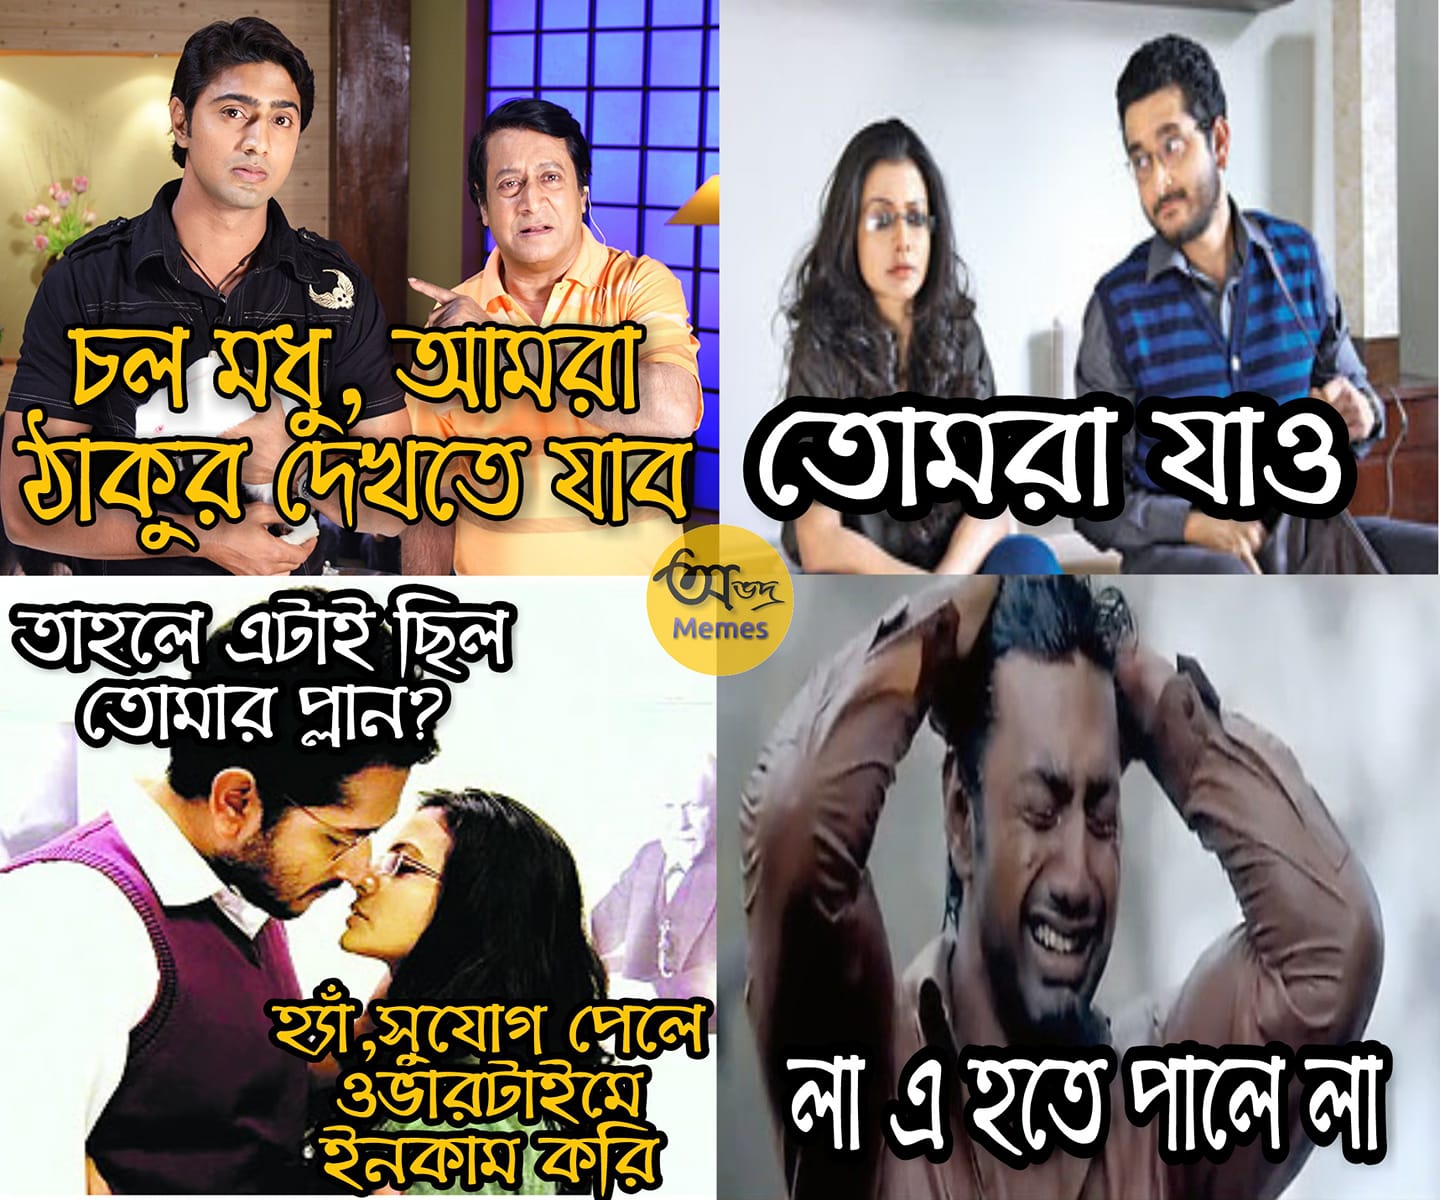 চল মধু, আমরা
ঠাকুর দেখতে যাব
তোমরা যাও
অভদ্র
Memes
তাহলে এটাই ছিল
তোমার প্লান?
হ্যাঁ,সুযোগ পেলে
ওভারটাইমে
ইনকাম করি
লা এ হতে পালে লা